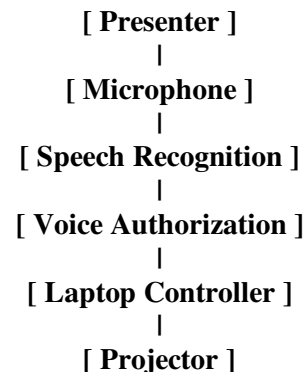 [ Presenter ]
|
[ Microphone ]
|
[ Speech Recognition ]
|
[ Voice Authorization ]
|
[ Laptop Controller ]
|
[ Projector ]